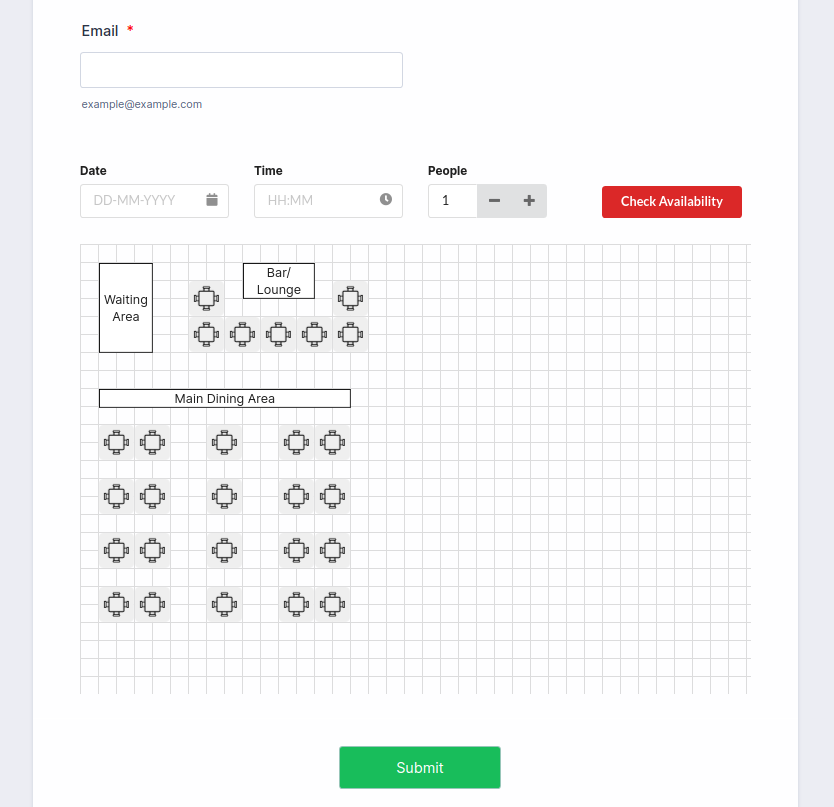 Email *
example@example.com
Date Time People
DD-MM-YYYY HH:MM 1 Check Availability
Bar/
Lounge
Waiting
Area
Main Dining Area
Submit